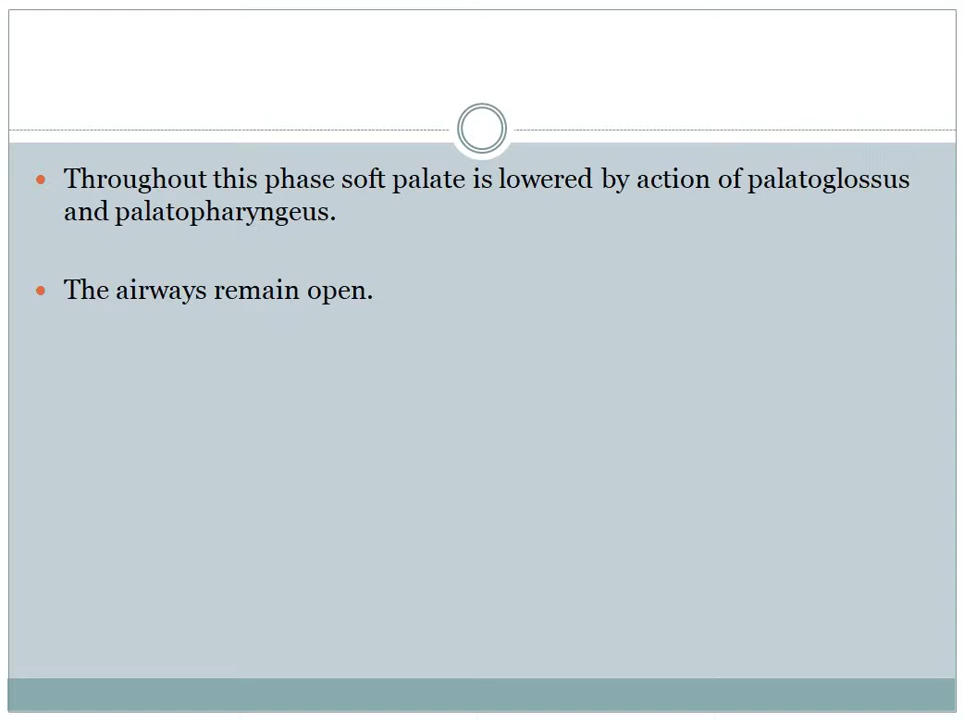 Throughout this phase soft palate is lowered by action of palatoglossus
and palatopharyngeus.
The airways remain open.